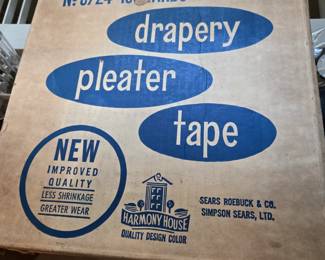 drapery
pleater
tape
NEW
IMPROVED
QUALITY
LESS SHRINKAGE
GREATER WEAR
HARMONY HOUSE
QUALITY DESIGN COLOR
SEARS ROEBUCK & CO.
SIMPSON SEARS, LTD.